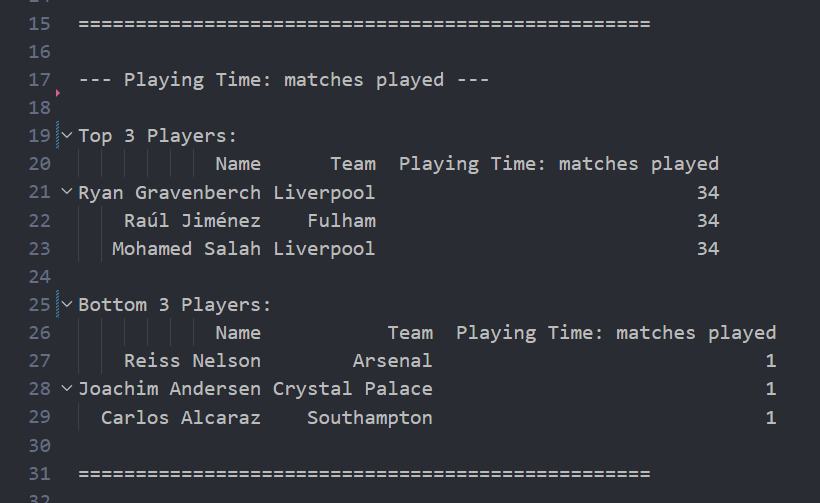 15 ==================================================
16
17 --- Playing Time: matches played ---
18
19 Top 3 Players:
20 Name Team Playing Time: matches played
21 Ryan Gravenberch Liverpool 34
22 Raúl Jiménez Fulham 34
23 Mohamed Salah Liverpool 34
24
25 Bottom 3 Players:
26 Name Team Playing Time: matches played
27 Reiss Nelson Arsenal 1
28 Joachim Andersen Crystal Palace 1
29 Carlos Alcaraz Southampton 1
30
31 ==================================================
32